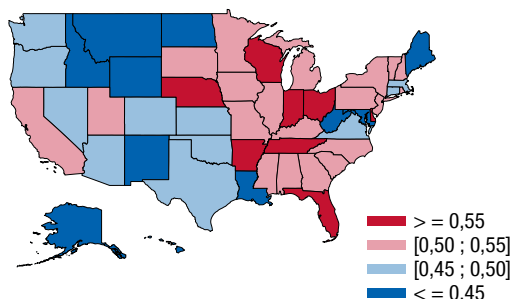 > = 0,55
[0,50 ; 0,55]
[0,45 ; 0,50]
< = 0,45